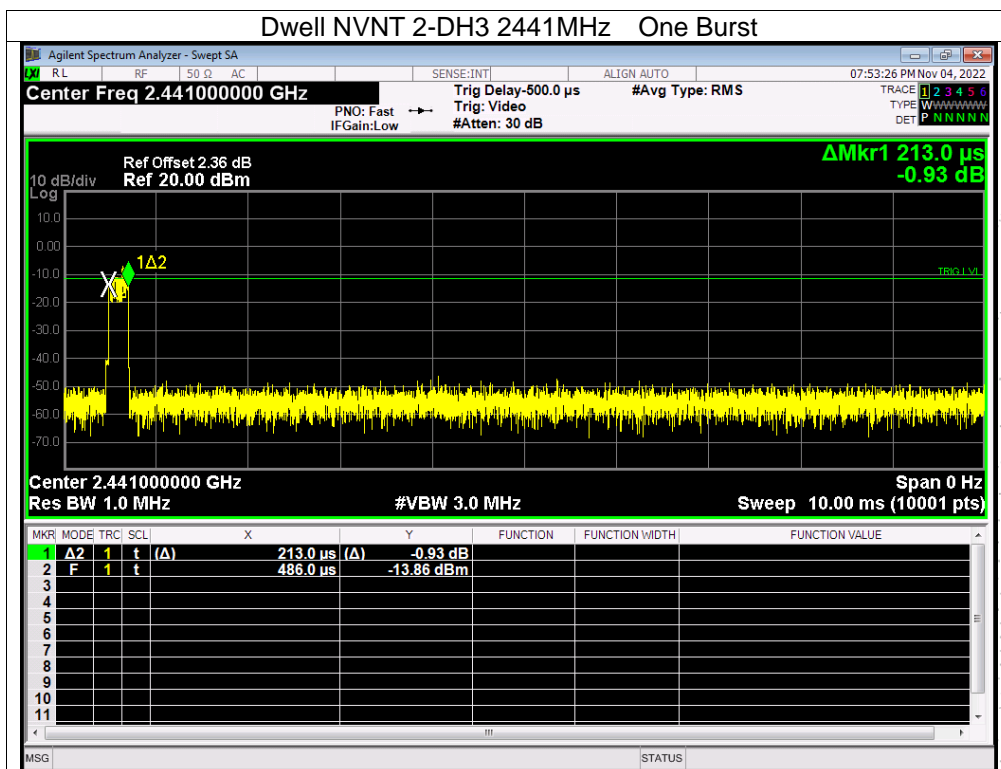 Dwell NVNT 2-DH3 2441MHz One Burst
Agilent Spectrum Analyzer - Swept SA
LXI RL RF 50 Ω AC SENSE:INT ALIGN AUTO 07:53:26 PM Nov 04, 2022
Center Freq 2.441000000 GHz Trig Delay-500.0 µs #Avg Type: RMS TRACE 1 2 3 4 5 6
PNO: Fast Trig: Video TYPE WWWWWW
IFGain:Low #Atten: 30 dB DET P N N N N N
ΔMkr1 213.0 µs
-0.93 dB
Ref Offset 2.36 dB
10 dB/div Ref 20.00 dBm
Log
10.0
0.00
1Δ2
-10.0
TRIG LVL
-20.0
-30.0
-40.0
-50.0
-60.0
-70.0
Center 2.441000000 GHz Span 0 Hz
Res BW 1.0 MHz #VBW 3.0 MHz Sweep 10.00 ms (10001 pts)
MKR MODE TRC SCL X Y FUNCTION FUNCTION WIDTH FUNCTION VALUE
1 Δ2 1 t (Δ) 213.0 µs (Δ) -0.93 dB
2 F 1 t 486.0 µs -13.86 dBm
3
4
5
6
7
8
9
10
11
MSG STATUS